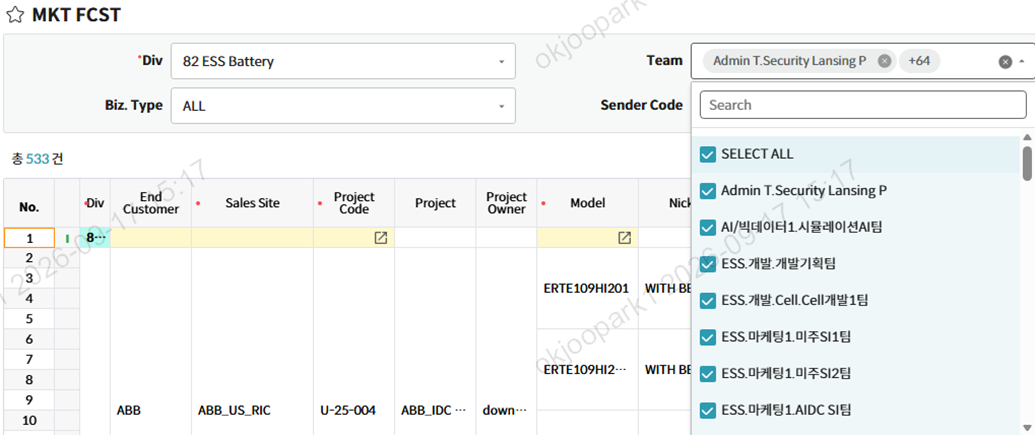 MKT FCST
*Div 82 ESS Battery Team Admin T.Security Lansing P +64
Biz. Type ALL Sender Code Search
총 533 건
SELECT ALL
Admin T.Security Lansing P
AI/빅데이터1.시뮬레이션AI팀
ESS.개발.개발기획팀
ESS.개발.Cell.Cell개발1팀
ESS.마케팅1.미주SI1팀
ESS.마케팅1.미주SI2팀
ESS.마케팅1.AIDC SI팀
No. Div End Customer Sales Site Project Code Project Project Owner Model Nick
1 I 8…
2
3 ERTE109HI201 WITH BE
4
5
6
7 ERTE109HI2… WITH BE
8
9 ABB ABB_US_RIC U-25-004 ABB_IDC … down…
10
okjoopark1 2026-09-17 15:17